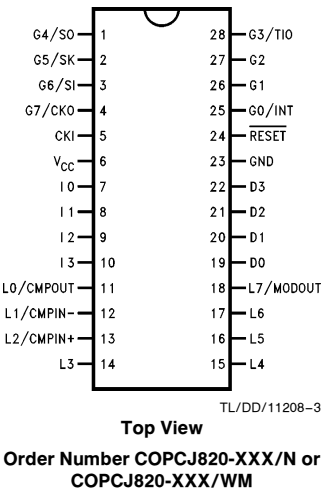 G4/SO 1 28 G3/TIO
G5/SK 2 27 G2
G6/SI 3 26 G1
G7/CKO 4 25 G0/INT
CKI 5 24 RESET
VCC 6 23 GND
I0 7 22 D3
I1 8 21 D2
I2 9 20 D1
I3 10 19 D0
L0/CMPOUT 11 18 L7/MODOUT
L1/CMPIN– 12 17 L6
L2/CMPIN+ 13 16 L5
L3 14 15 L4
TL/DD/11208–3
Top View
Order Number COPCJ820-XXX/N or
COPCJ820-XXX/WM